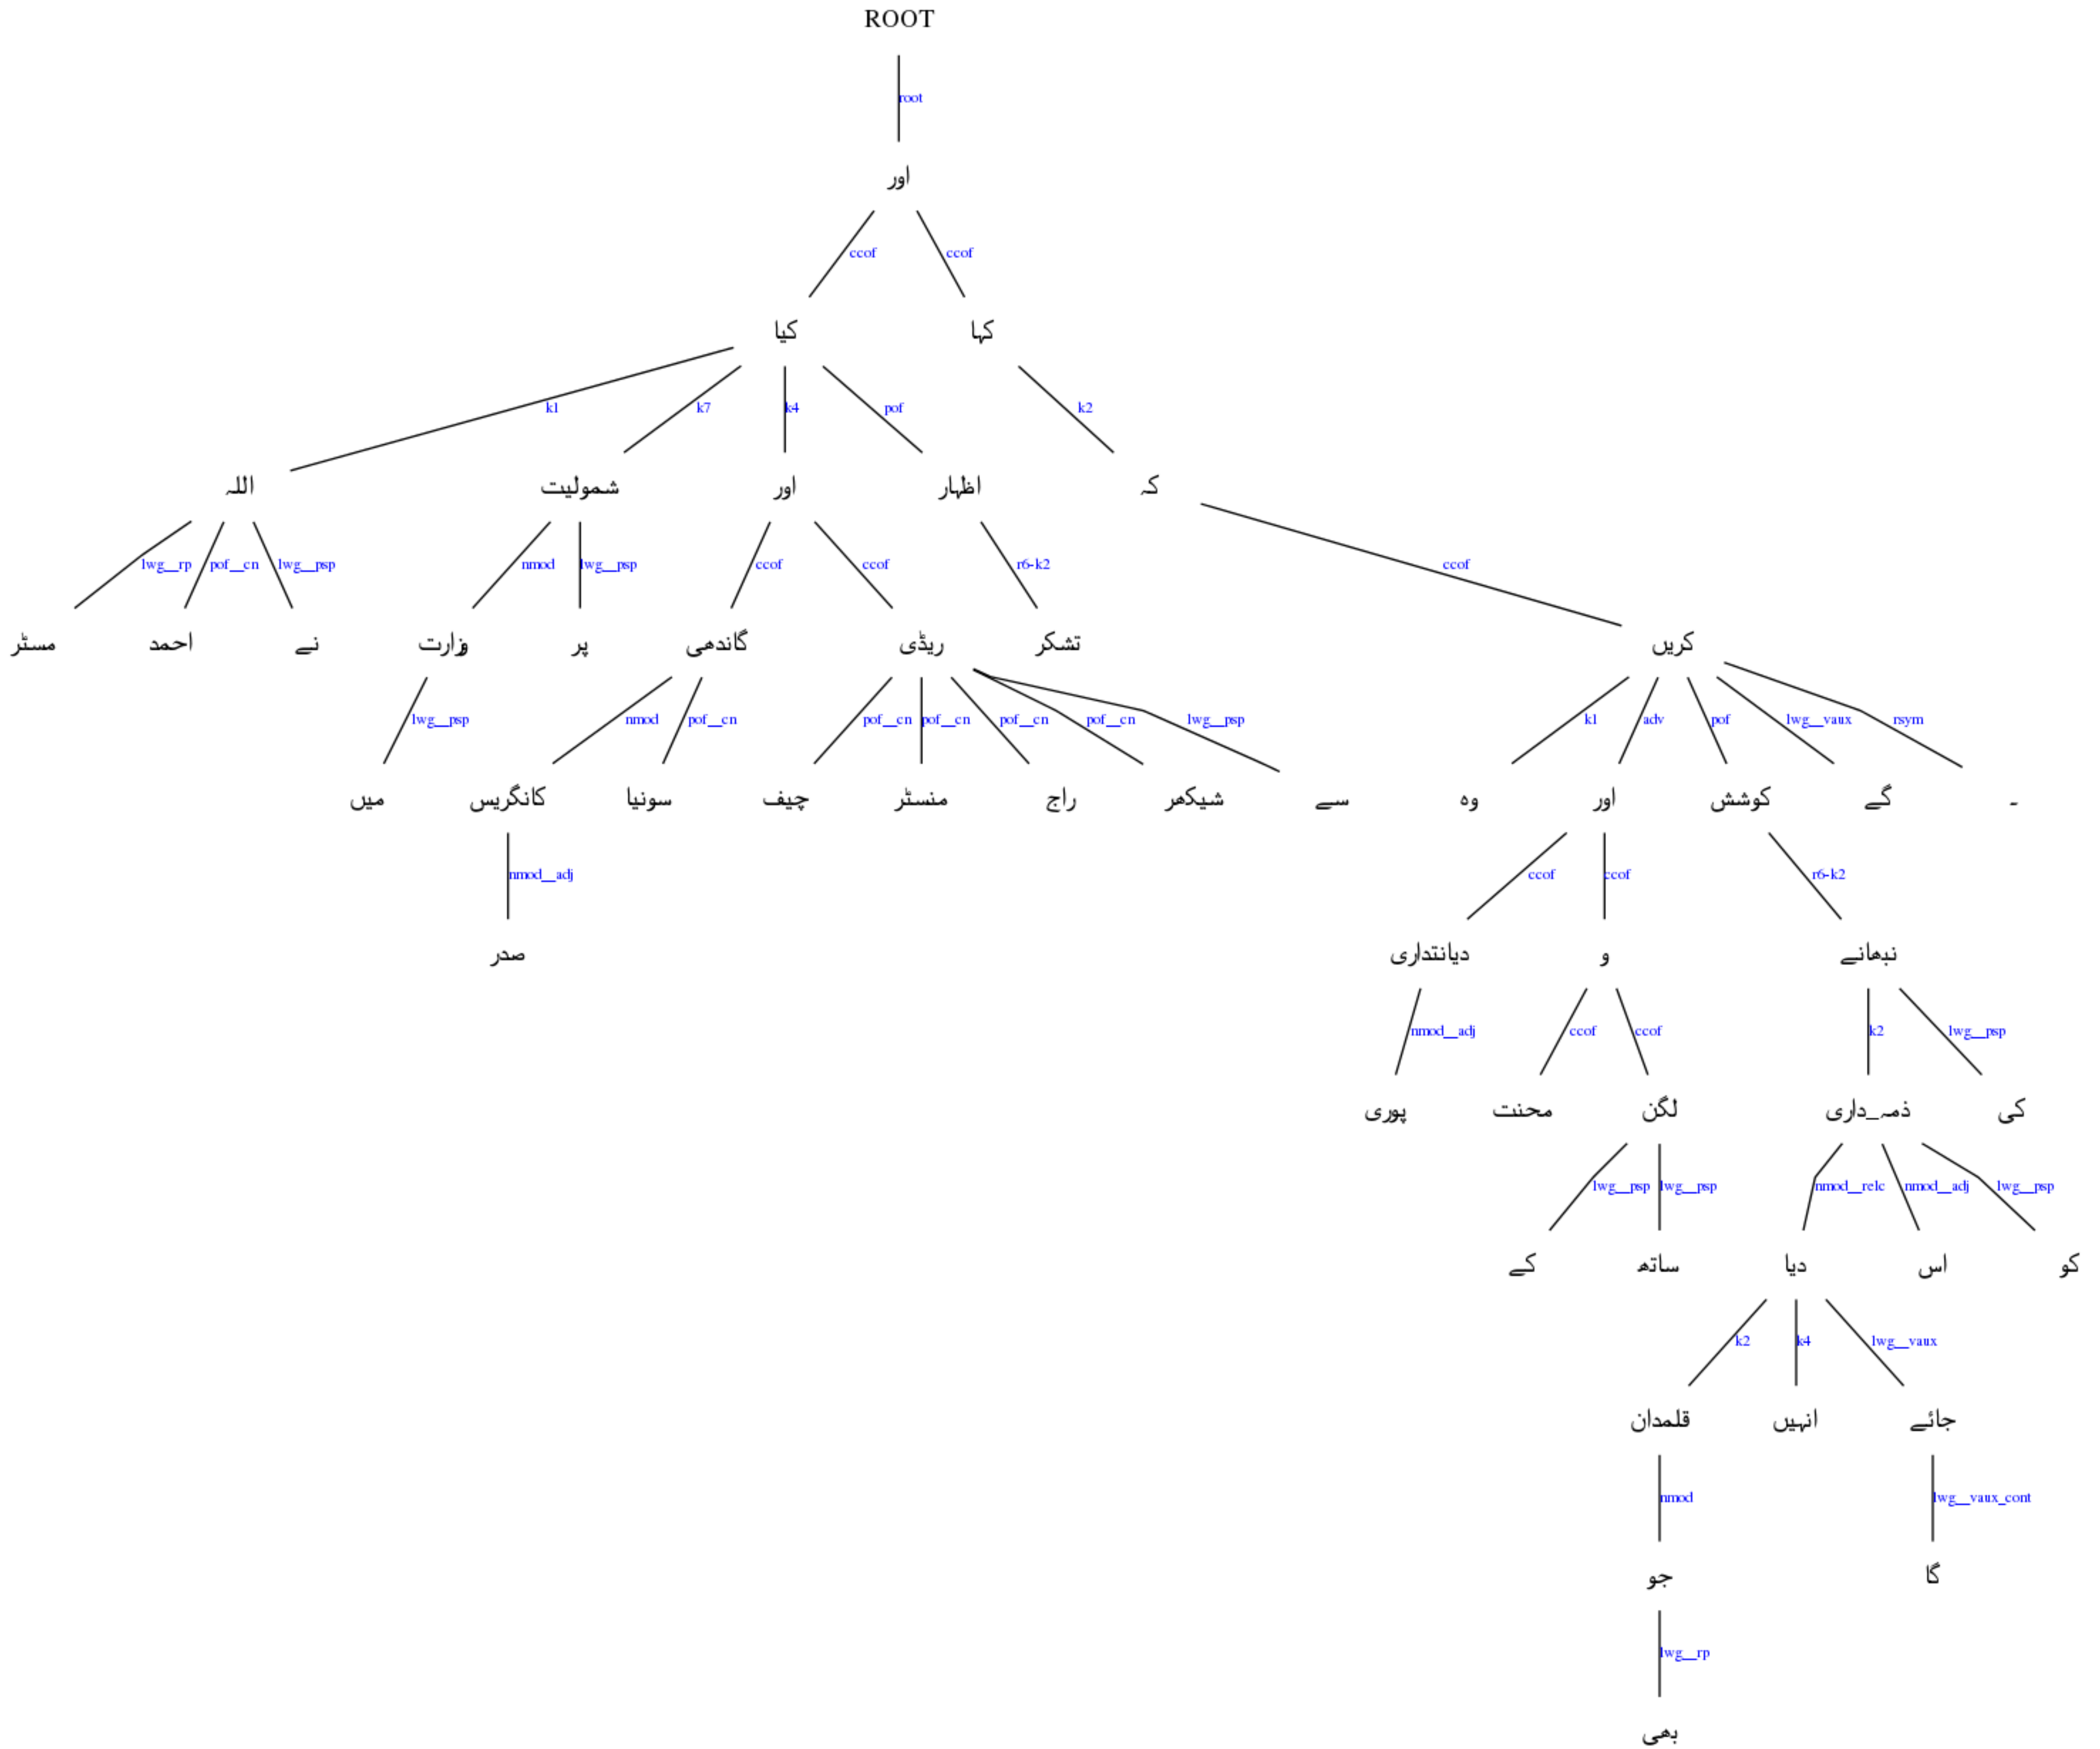 ROOT
root
اور
ccof ccof
کیا کہا
k1 k7 k4 pof k2
اللہ شمولیت اور اظہار کہ
lwg__rp pof__cn lwg__psp nmod lwg__psp ccof ccof r6-k2 ccof
مسٹر احمد نے وزارت پر گاندھی ریڈی تشکر کریں
lwg__psp nmod pof__cn pof__cn pof__cn pof__cn pof__cn lwg__psp k1 adv pof lwg__vaux rsym
میں کانگریس سونیا چیف منسٹر راج شیکھر سے وہ اور کوشش گے ۔
nmod__adj ccof ccof r6-k2
صدر دیانتداری و نبھانے
nmod__adj ccof ccof k2 lwg__psp
پوری محنت لگن ذمہ_داری کی
lwg__psp lwg__psp nmod__relc nmod__adj lwg__psp
کے ساتھ دیا اس کو
k2 k4 lwg__vaux
قلمدان انہیں جائے
nmod lwg__vaux_cont
جو گا
lwg__rp
بھی